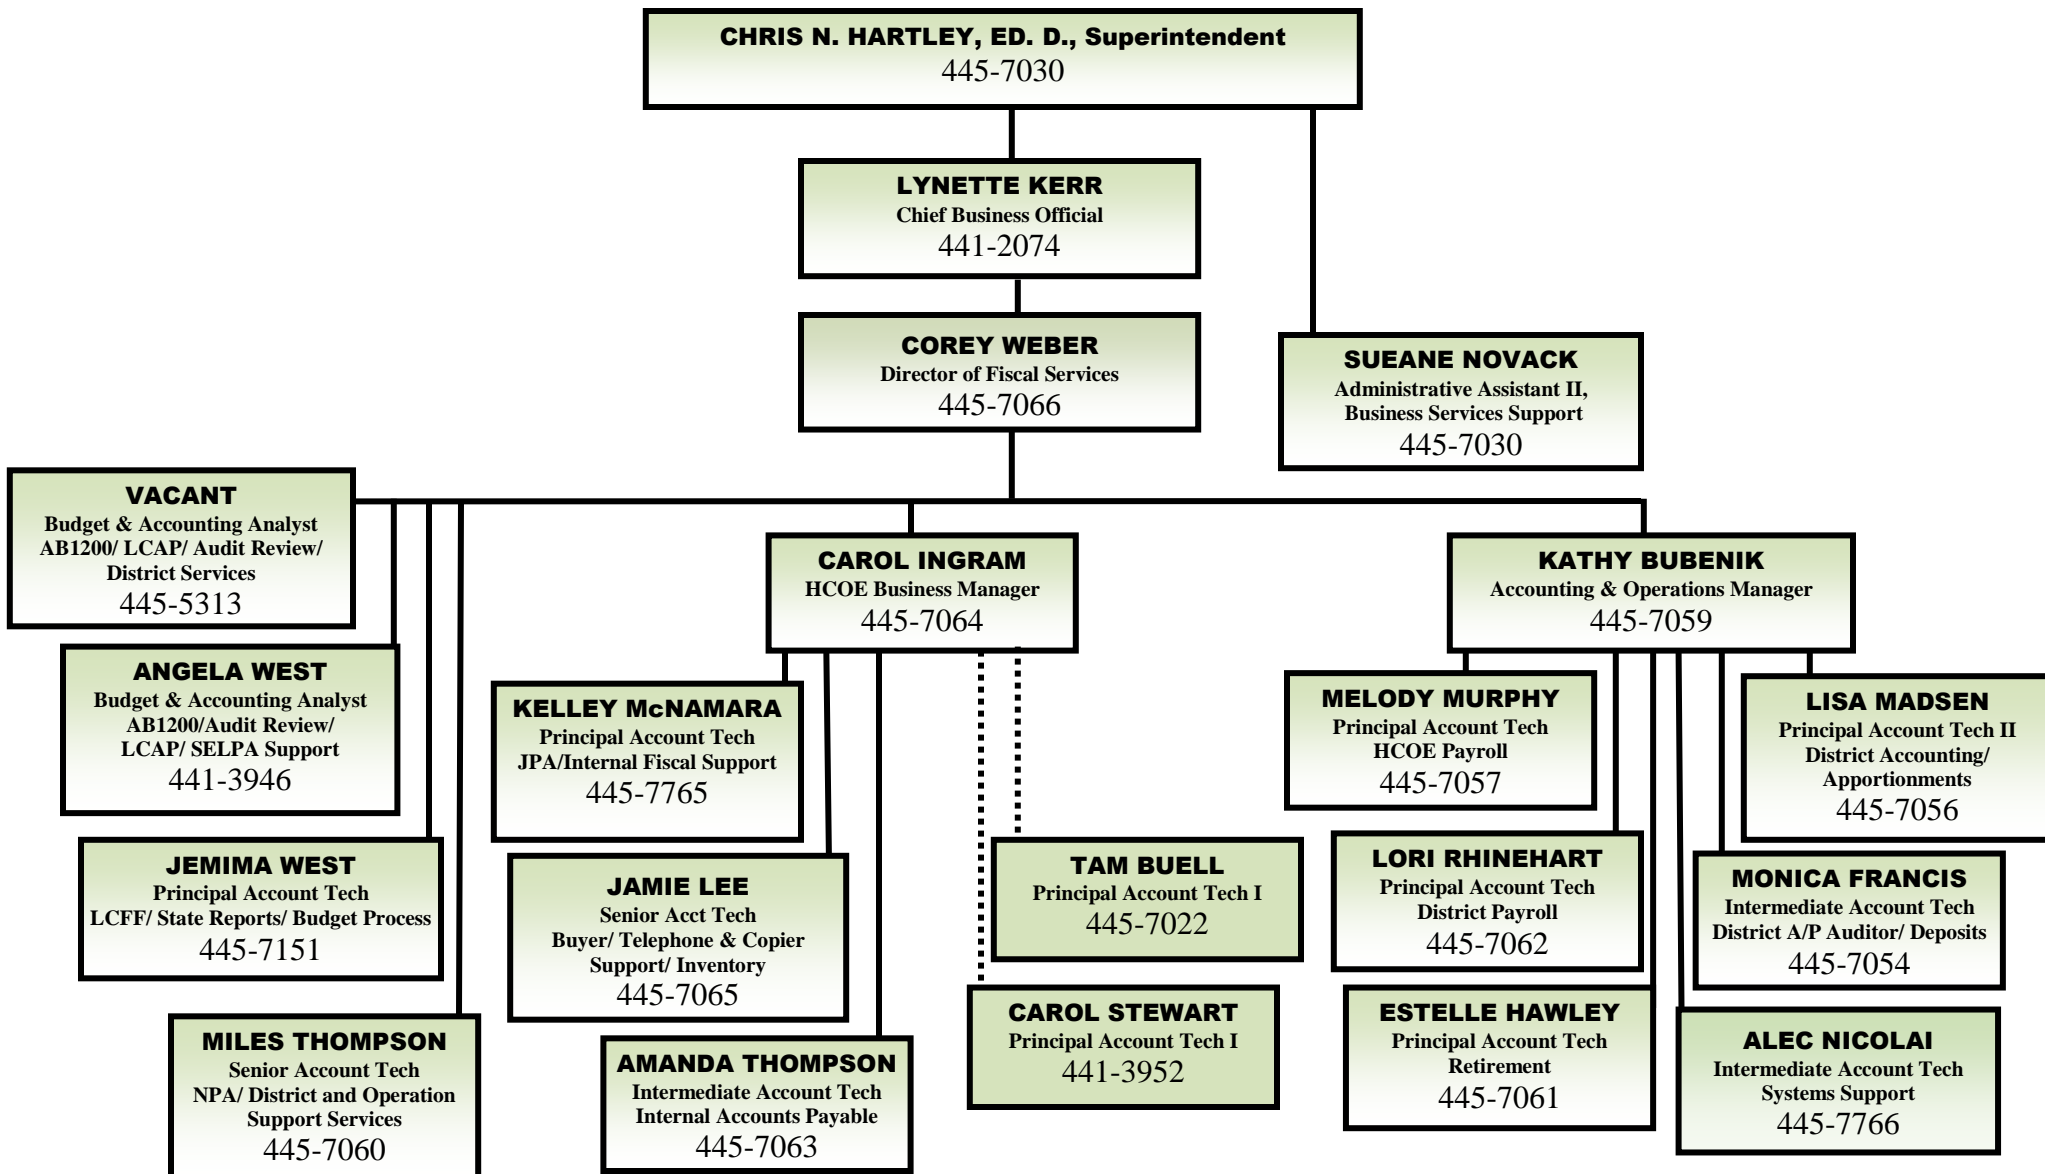 CHRIS N. HARTLEY, ED. D., Superintendent
445-7030
LYNETTE KERR
Chief Business Official
441-2074
COREY WEBER
Director of Fiscal Services
445-7066
SUEANE NOVACK
Administrative Assistant II,
Business Services Support
445-7030
VACANT
Budget & Accounting Analyst
AB1200/ LCAP/ Audit Review/
District Services
445-5313
ANGELA WEST
Budget & Accounting Analyst
AB1200/Audit Review/
LCAP/ SELPA Support
441-3946
JEMIMA WEST
Principal Account Tech
LCFF/ State Reports/ Budget Process
445-7151
MILES THOMPSON
Senior Account Tech
NPA/ District and Operation
Support Services
445-7060
CAROL INGRAM
HCOE Business Manager
445-7064
KELLEY McNAMARA
Principal Account Tech
JPA/Internal Fiscal Support
445-7765
JAMIE LEE
Senior Acct Tech
Buyer/ Telephone & Copier
Support/ Inventory
445-7065
AMANDA THOMPSON
Intermediate Account Tech
Internal Accounts Payable
445-7063
TAM BUELL
Principal Account Tech I
445-7022
CAROL STEWART
Principal Account Tech I
441-3952
KATHY BUBENIK
Accounting & Operations Manager
445-7059
MELODY MURPHY
Principal Account Tech
HCOE Payroll
445-7057
LORI RHINEHART
Principal Account Tech
District Payroll
445-7062
ESTELLE HAWLEY
Principal Account Tech
Retirement
445-7061
LISA MADSEN
Principal Account Tech II
District Accounting/
Apportionments
445-7056
MONICA FRANCIS
Intermediate Account Tech
District A/P Auditor/ Deposits
445-7054
ALEC NICOLAI
Intermediate Account Tech
Systems Support
445-7766